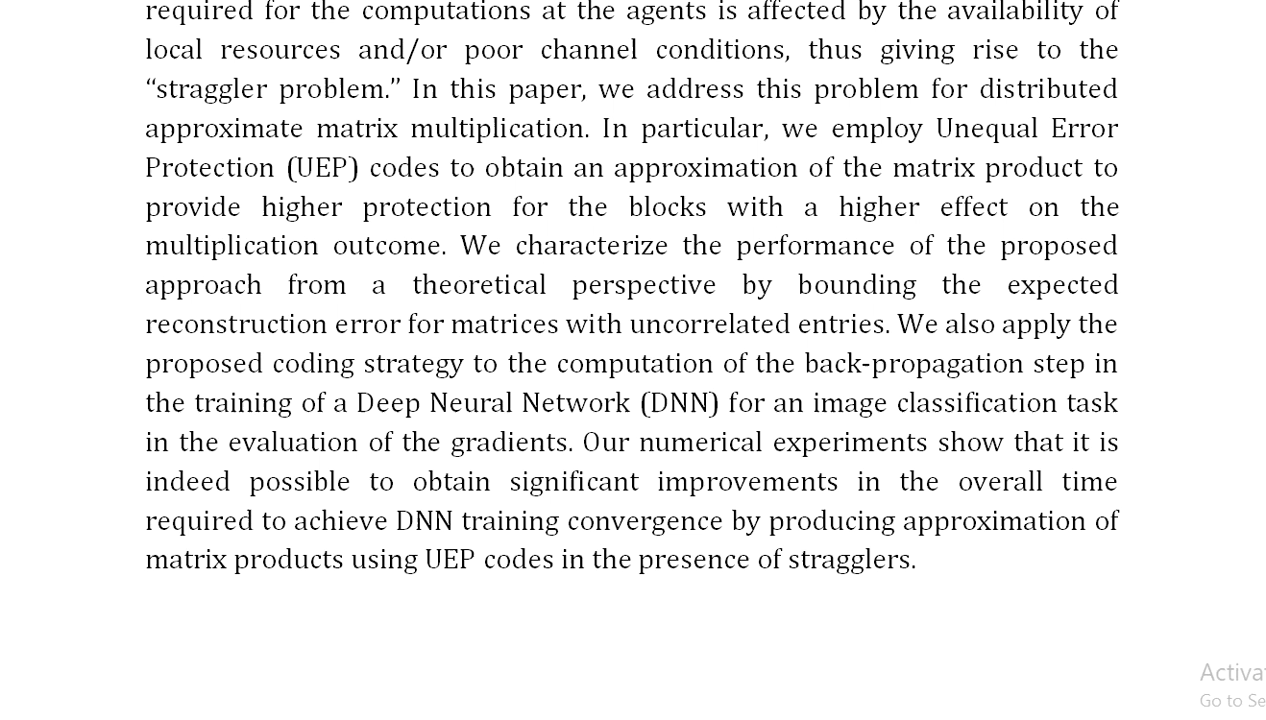 required for the computations at the agents is affected by the availability of
local resources and/or poor channel conditions, thus giving rise to the
“straggler problem.” In this paper, we address this problem for distributed
approximate matrix multiplication. In particular, we employ Unequal Error
Protection (UEP) codes to obtain an approximation of the matrix product to
provide higher protection for the blocks with a higher effect on the
multiplication outcome. We characterize the performance of the proposed
approach from a theoretical perspective by bounding the expected
reconstruction error for matrices with uncorrelated entries. We also apply the
proposed coding strategy to the computation of the back-propagation step in
the training of a Deep Neural Network (DNN) for an image classification task
in the evaluation of the gradients. Our numerical experiments show that it is
indeed possible to obtain significant improvements in the overall time
required to achieve DNN training convergence by producing approximation of
matrix products using UEP codes in the presence of stragglers.
Activa
Go to Se